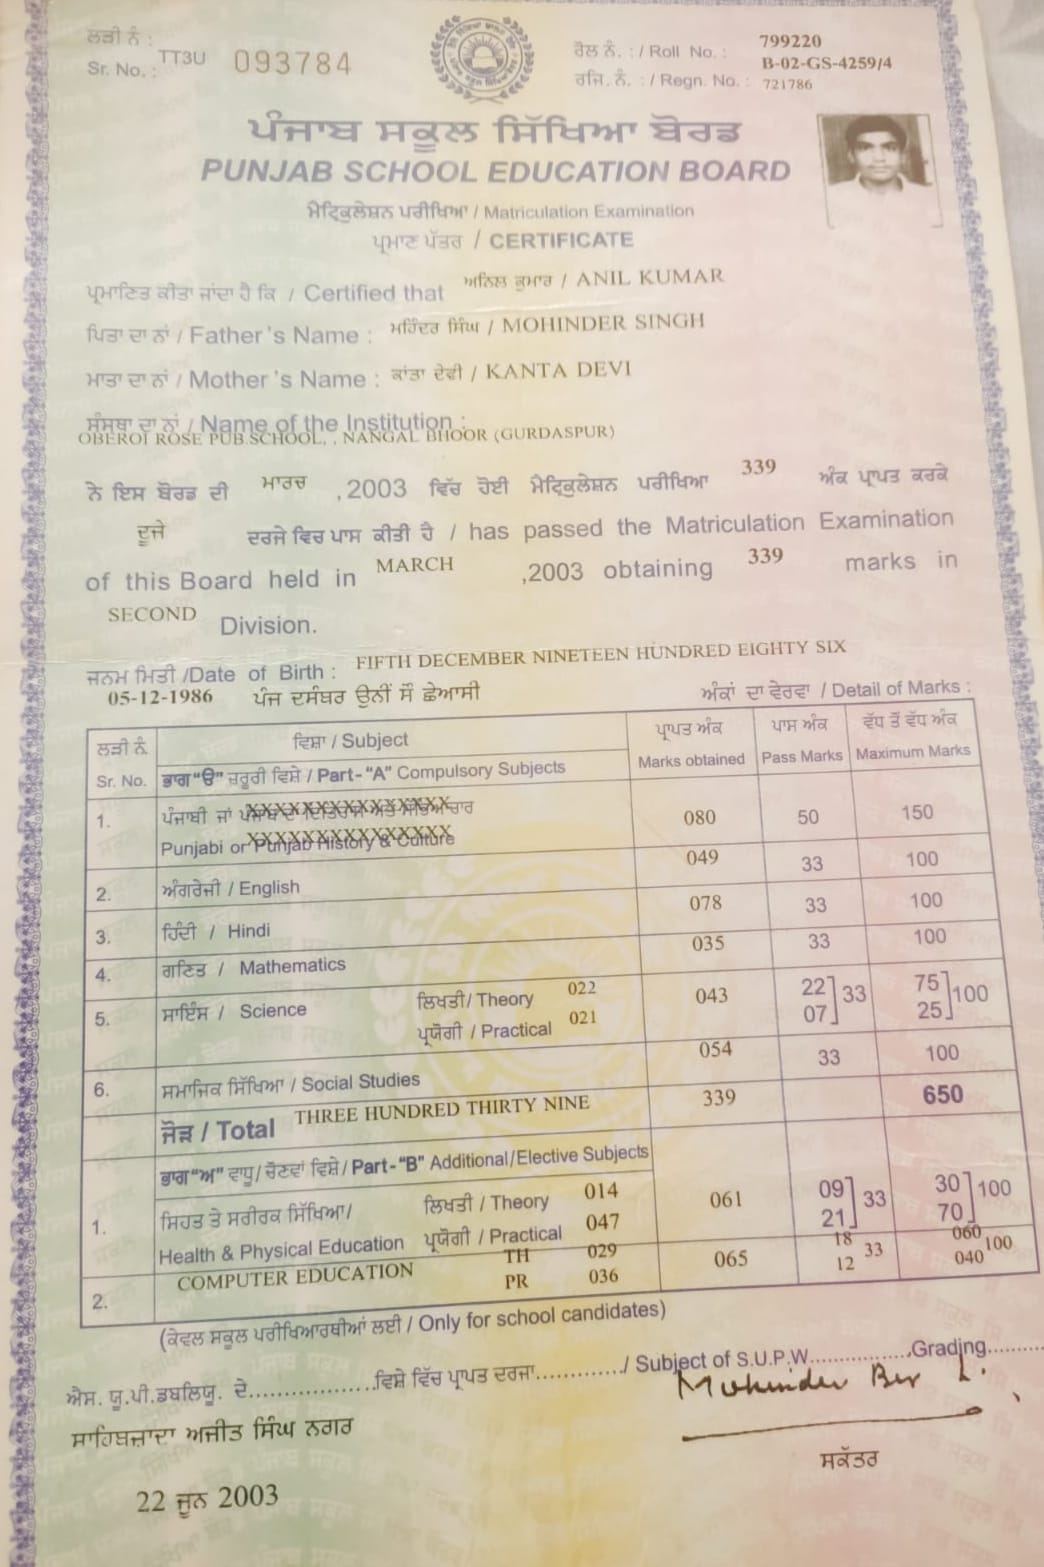 ਲੜੀ ਨੰ :
Sr. No. : TT3U 093784
ਰੋਲ ਨੰ. : / Roll No. : 799220
B-02-GS-4259/4
ਰਜਿ. ਨੰ. : / Regn. No. : 721786
ਪੰਜਾਬ ਸਕੂਲ ਸਿੱਖਿਆ ਬੋਰਡ
PUNJAB SCHOOL EDUCATION BOARD
ਮੈਟ੍ਰਿਕੁਲੇਸ਼ਨ ਪਰੀਖਿਆ / Matriculation Examination
ਪ੍ਰਮਾਣ ਪੱਤਰ / CERTIFICATE
ਪ੍ਰਮਾਣਿਤ ਕੀਤਾ ਜਾਂਦਾ ਹੈ ਕਿ / Certified that ਅਨਿਲ ਕੁਮਾਰ / ANIL KUMAR
ਪਿਤਾ ਦਾ ਨਾਂ / Father's Name : ਮਹਿੰਦਰ ਸਿੰਘ / MOHINDER SINGH
ਮਾਤਾ ਦਾ ਨਾਂ / Mother's Name : ਕਾਂਤਾ ਦੇਵੀ / KANTA DEVI
ਸੰਸਥਾ ਦਾ ਨਾਂ / Name of the Institution :
OBEROI ROSE PUB.SCHOOL, , NANGAL BHOOR (GURDASPUR)
ਨੇ ਇਸ ਬੋਰਡ ਦੀ ਮਾਰਚ ,2003 ਵਿੱਚ ਹੋਈ ਮੈਟ੍ਰਿਕੁਲੇਸ਼ਨ ਪਰੀਖਿਆ 339 ਅੰਕ ਪ੍ਰਾਪਤ ਕਰਕੇ
ਦੂਜੇ ਦਰਜੇ ਵਿਚ ਪਾਸ ਕੀਤੀ ਹੈ / has passed the Matriculation Examination
of this Board held in MARCH ,2003 obtaining 339 marks in
SECOND Division.
ਜਨਮ ਮਿਤੀ /Date of Birth : FIFTH DECEMBER NINETEEN HUNDRED EIGHTY SIX
05-12-1986 ਪੰਜ ਦਸੰਬਰ ਉਨੀਂ ਸੌ ਛੇਆਸੀ ਅੰਕਾਂ ਦਾ ਵੇਰਵਾ / Detail of Marks :
ਲੜੀ ਨੰ. ਵਿਸ਼ਾ / Subject ਪ੍ਰਾਪਤ ਅੰਕ ਪਾਸ ਅੰਕ ਵੱਧ ਤੋਂ ਵੱਧ ਅੰਕ
Sr. No. ਭਾਗ "ੳ" ਜ਼ਰੂਰੀ ਵਿਸ਼ੇ / Part-"A" Compulsory Subjects Marks obtained Pass Marks Maximum Marks
1. ਪੰਜਾਬੀ ਜਾਂ ਪੰਜਾਬ ਦਾ ਇਤਿਹਾਸ ਅਤੇ ਸਭਿਆਚਾਰ 080 50 150
Punjabi or Punjab History & Culture
2. ਅੰਗਰੇਜ਼ੀ / English 049 33 100
3. ਹਿੰਦੀ / Hindi 078 33 100
4. ਗਣਿਤ / Mathematics 035 33 100
5. ਸਾਇੰਸ / Science ਲਿਖਤੀ/ Theory 022 043 22 33 75 100
ਪ੍ਰਯੋਗੀ / Practical 021 07 25
6. ਸਮਾਜਿਕ ਸਿੱਖਿਆ / Social Studies 054 33 100
ਜੋੜ / Total THREE HUNDRED THIRTY NINE 339 650
ਭਾਗ "ਅ" ਵਾਧੂ/ ਚੋਣਵਾਂ ਵਿਸ਼ੇ / Part-"B" Additional/Elective Subjects
1. ਸਿਹਤ ਤੇ ਸਰੀਰਕ ਸਿੱਖਿਆ/ ਲਿਖਤੀ / Theory 014 061 09 33 30 100
Health & Physical Education ਪ੍ਰਯੋਗੀ / Practical 047 21 70
2. COMPUTER EDUCATION TH 029 065 18 33 060 100
PR 036 12 040
(ਕੇਵਲ ਸਕੂਲ ਪਰੀਖਿਆਰਥੀਆਂ ਲਈ / Only for school candidates)
ਐਸ. ਯੂ.ਪੀ.ਡਬਲਿਯੂ. ਦੇ..................ਵਿਸ਼ੇ ਵਿੱਚ ਪ੍ਰਾਪਤ ਦਰਜਾ............./ Subject of S.U.P.W...............Grading..........
Mohinder Bir
ਸਾਹਿਬਜ਼ਾਦਾ ਅਜੀਤ ਸਿੰਘ ਨਗਰ
ਸਕੱਤਰ
22 ਜੂਨ 2003